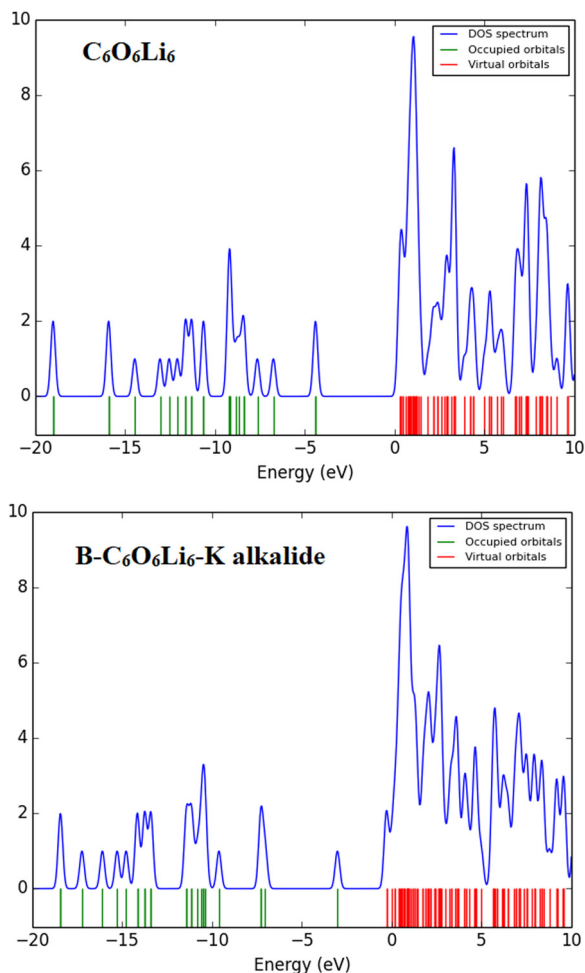 10
C₆O₆Li₆
DOS spectrum
Occupied orbitals
Virtual orbitals
8
6
4
2
0
−20 −15 −10 −5 0 5 10
Energy (eV)
10
B-C₆O₆Li₆-K alkalide
DOS spectrum
Occupied orbitals
Virtual orbitals
8
6
4
2
0
−20 −15 −10 −5 0 5 10
Energy (eV)